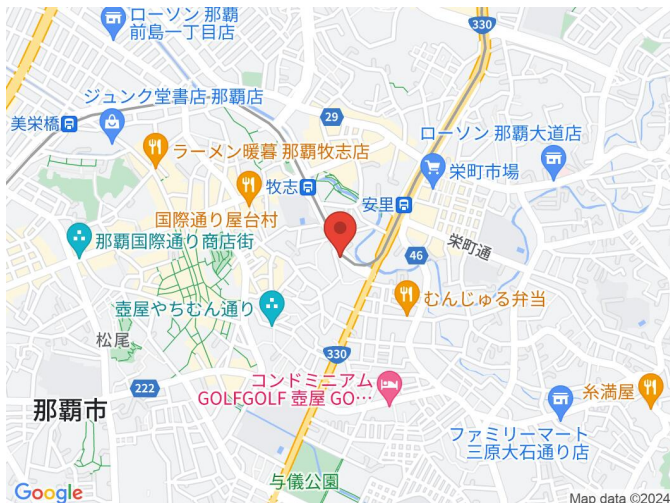 ローソン 那覇
前島一丁目店
330
ジュンク堂書店 那覇店
美栄橋
29
ローソン 那覇大道店
ラーメン暖暮 那覇牧志店
牧志
栄町市場
国際通り屋台村
安里
那覇国際通り商店街
栄町通
46
むんじゅる弁当
壺屋やちむん通り
松尾
330
222
コンドミニアム
GOLFGOLF 壺屋 GO…
糸満屋
那覇市
ファミリーマート
三原大石通り店
与儀公園
Google
Map data ©2024